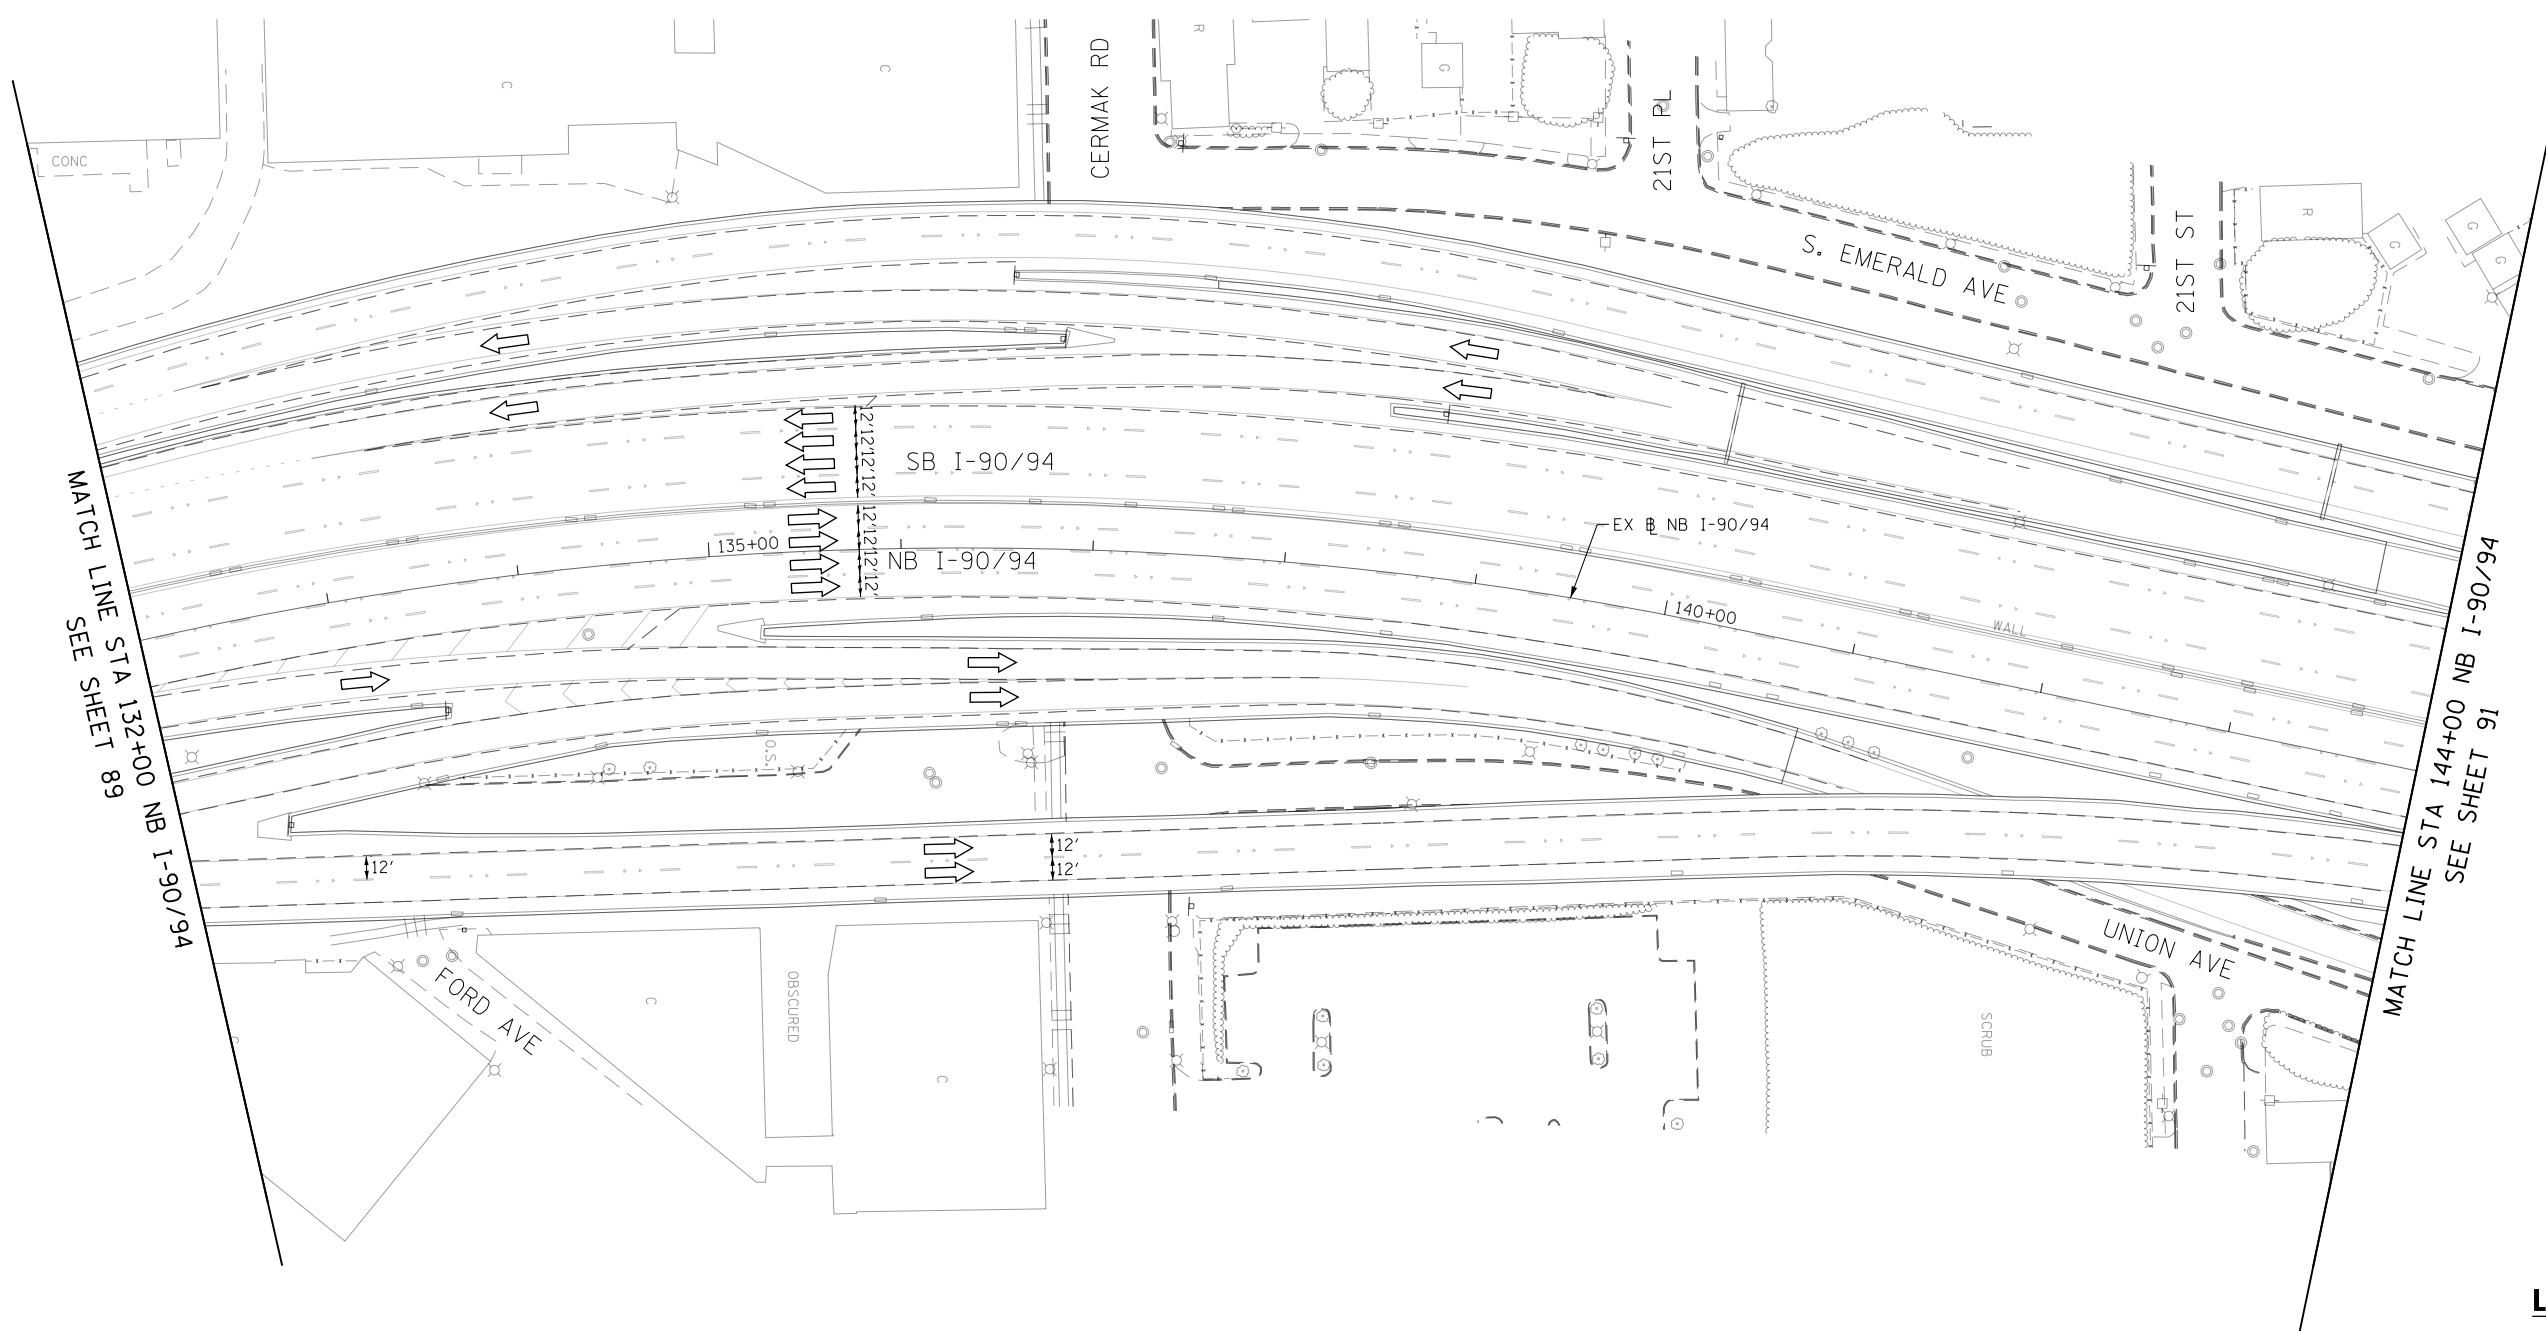 CONC
C
C
CERMAK RD
R
G
21ST PL
S. EMERALD AVE
21ST ST
R
G
G
G
MATCH LINE STA 132+00 NB I-90/94
SEE SHEET 89
12'
12'
12'
12'
SB I-90/94
12'
12'
12'
12'
135+00
NB I-90/94
EX BL NB I-90/94
140+00
WALL
MATCH LINE STA 144+00 NB I-90/94
SEE SHEET 91
O.S.
12'
12'
12'
FORD AVE
C
OBSCURED
C
C
UNION AVE
SCRUB
L